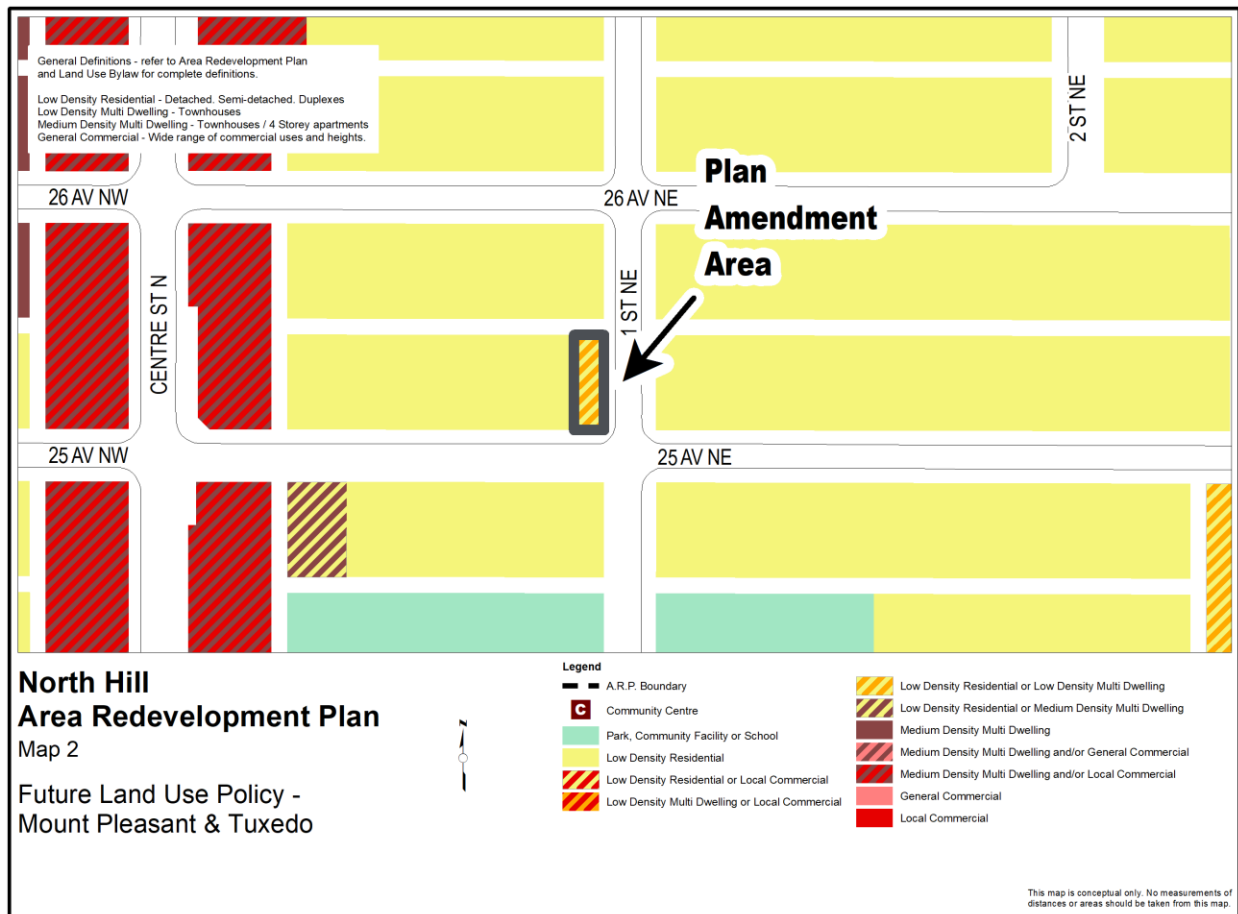 General Definitions - refer to Area Redevelopment Plan
and Land Use Bylaw for complete definitions.
Low Density Residential - Detached. Semi-detached. Duplexes
Low Density Multi Dwelling - Townhouses
Medium Density Multi Dwelling - Townhouses / 4 Storey apartments
General Commercial - Wide range of commercial uses and heights.
2 ST NE
Plan
Amendment
Area
26 AV NW
26 AV NE
CENTRE ST N
1 ST NE
25 AV NW
25 AV NE
North Hill
Area Redevelopment Plan
Map 2
Future Land Use Policy -
Mount Pleasant & Tuxedo
N
Legend
A.R.P. Boundary
C
Community Centre
Park, Community Facility or School
Low Density Residential
Low Density Residential or Local Commercial
Low Density Multi Dwelling or Local Commercial
Low Density Residential or Low Density Multi Dwelling
Low Density Residential or Medium Density Multi Dwelling
Medium Density Multi Dwelling
Medium Density Multi Dwelling and/or General Commercial
Medium Density Multi Dwelling and/or Local Commercial
General Commercial
Local Commercial
This map is conceptual only. No measurements of
distances or areas should be taken from this map.